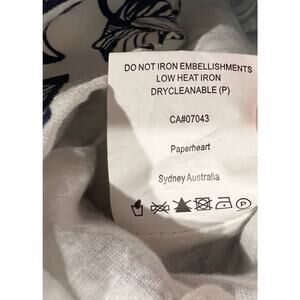 DO NOT IRON EMBELLISHMENTS
LOW HEAT IRON
DRYCLEANABLE (P)
CA#07043
Paperheart
Sydney Australia
P